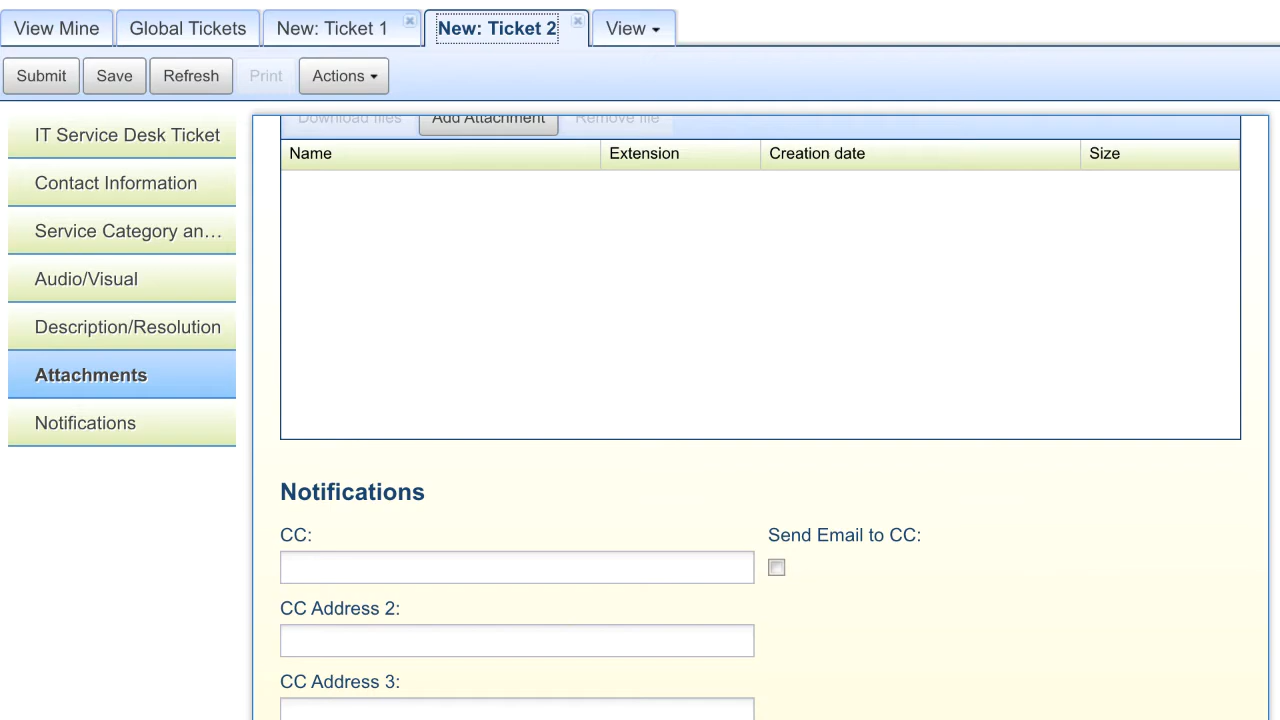 View Mine Global Tickets New: Ticket 1 New: Ticket 2 View
Submit Save Refresh Print Actions
IT Service Desk Ticket
Contact Information
Service Category an…
Audio/Visual
Description/Resolution
Attachments
Notifications
Download files Add Attachment Remove file
Name Extension Creation date Size
Notifications
CC: Send Email to CC:
CC Address 2:
CC Address 3: